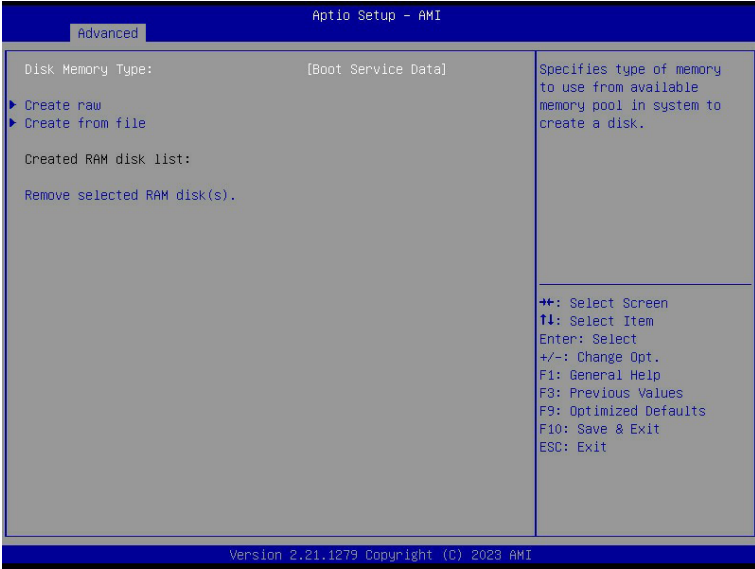 Aptio Setup – AMI
Advanced
Disk Memory Type: [Boot Service Data]
Create raw
Create from file
Created RAM disk list:
Remove selected RAM disk(s).
Specifies type of memory
to use from available
memory pool in system to
create a disk.
→←: Select Screen
↑↓: Select Item
Enter: Select
+/-: Change Opt.
F1: General Help
F3: Previous Values
F9: Optimized Defaults
F10: Save & Exit
ESC: Exit
Version 2.21.1279 Copyright (C) 2023 AMI